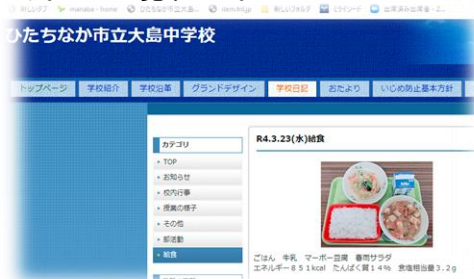 manaba - home
ひたちなか市立大島中学校
トップページ 学校紹介 学校沿革 グランドデザイン 学校日記 おたより いじめ防止基本方針
カテゴリ
TOP
お知らせ
校内行事
授業の様子
その他
部活動
給食
R4.3.23(水)給食
ごはん 牛乳 マーボー豆腐 春雨サラダ
エネルギー８５１kcal たんぱく質１４％ 食塩相当量３.２g